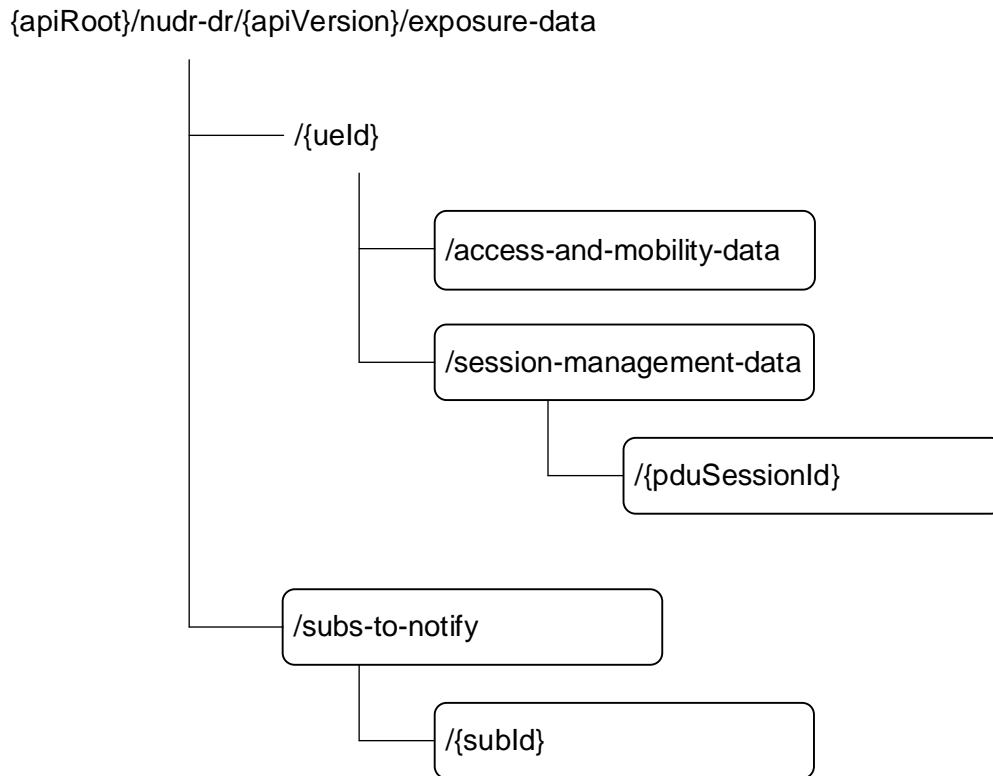 {apiRoot}/nudr-dr/{apiVersion}/exposure-data
/{ueId}
/access-and-mobility-data
/session-management-data
/{pduSessionId}
/subs-to-notify
/{subId}